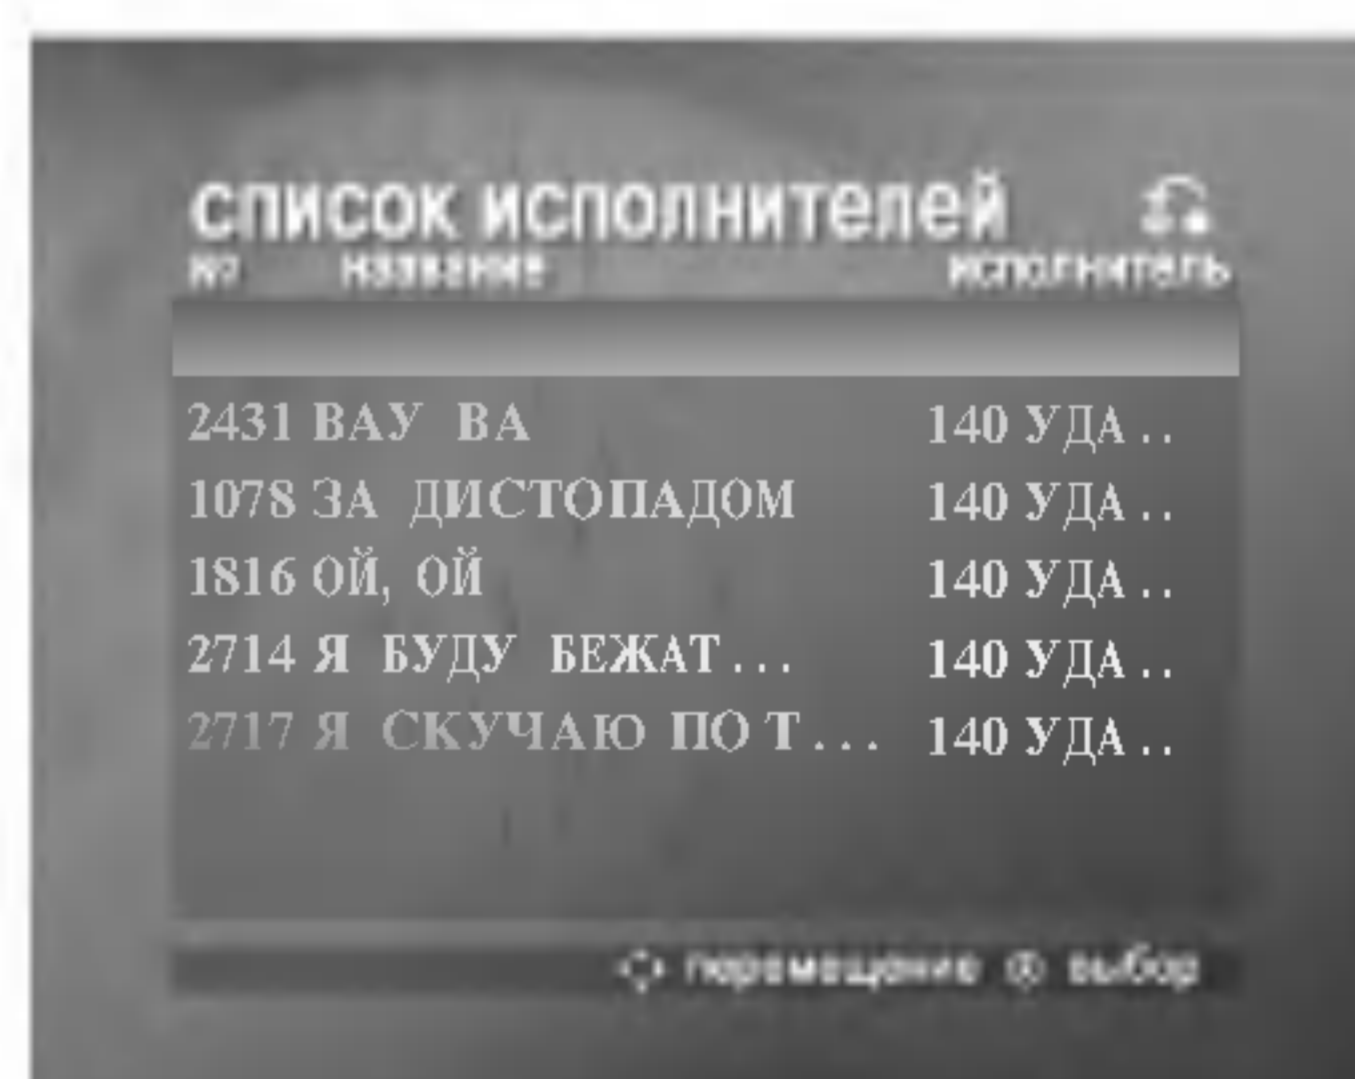 список исполнителей
№ название исполнитель
2431 ВАУ ВА 140 УДА..
1078 ЗА ДИСТОПАДОМ 140 УДА..
1816 ОЙ, ОЙ 140 УДА..
2714 Я БУДУ БЕЖАТ... 140 УДА..
2717 Я СКУЧАЮ ПО Т... 140 УДА..
перемещение выбор